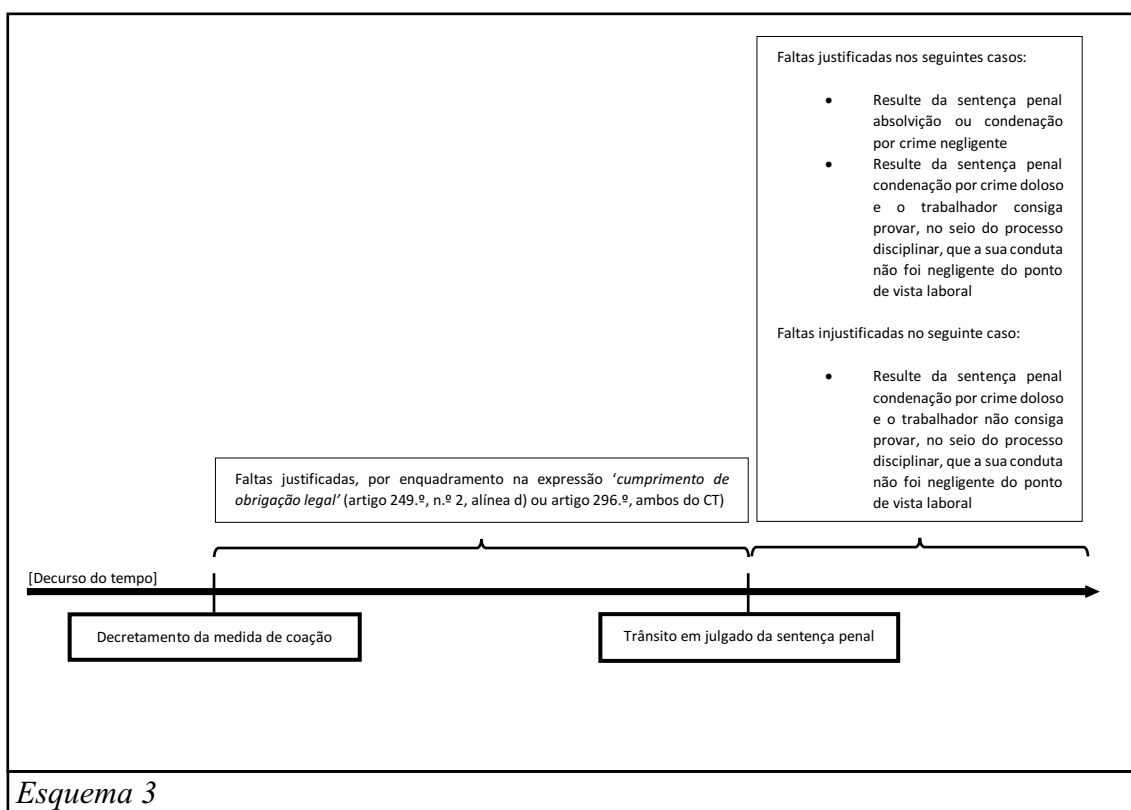 Faltas justificadas nos seguintes casos:
• Resulte da sentença penal
absolvição ou condenação
por crime negligente
• Resulte da sentença penal
condenação por crime doloso
e o trabalhador consiga
provar, no seio do processo
disciplinar, que a sua conduta
não foi negligente do ponto
de vista laboral
Faltas injustificadas no seguinte caso:
• Resulte da sentença penal
condenação por crime doloso
e o trabalhador não consiga
provar, no seio do processo
disciplinar, que a sua conduta
não foi negligente do ponto
de vista laboral
Faltas justificadas, por enquadramento na expressão ‘cumprimento de
obrigação legal’ (artigo 249.º, n.º 2, alínea d) ou artigo 296.º, ambos do CT)
[Decurso do tempo]
Decretamento da medida de coação
Trânsito em julgado da sentença penal
Esquema 3